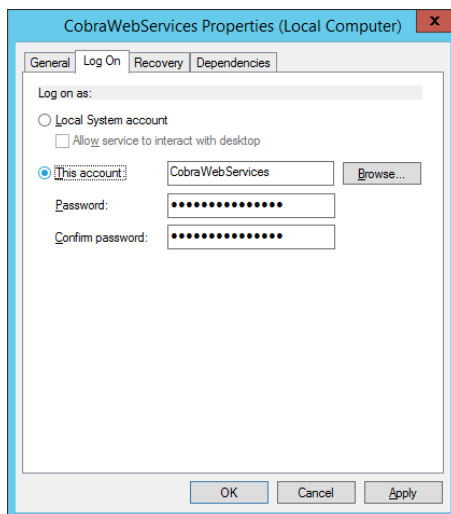 CobraWebServices Properties (Local Computer)
x
General Log On Recovery Dependencies
Log on as:
Local System account
Allow service to interact with desktop
This account: CobraWebServices Browse...
Password: •••••••••••••••
Confirm password: •••••••••••••••
OK Cancel Apply